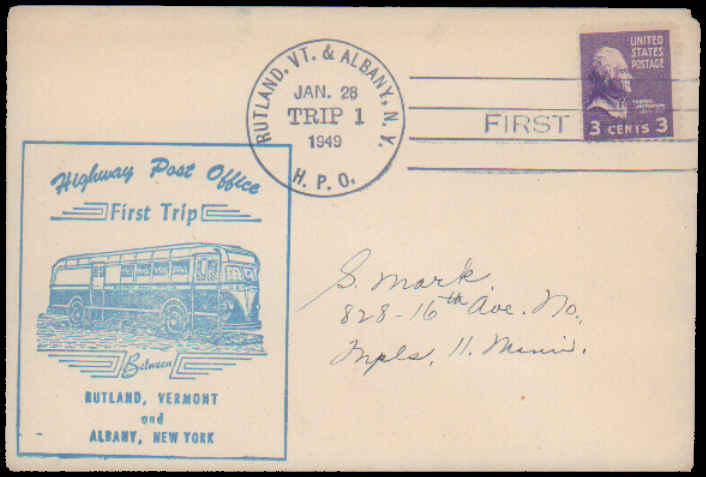 RUTLAND, VT. & ALBANY, N.Y.
JAN. 28
TRIP 1
1949
H. P. O.
FIRST
UNITED
STATES
POSTAGE
3 CENTS 3
Highway Post Office
First Trip
Between
RUTLAND, VERMONT
and
ALBANY, NEW YORK
S. Mark.
828-16th Ave. No.
Mpls. 11. Minn.